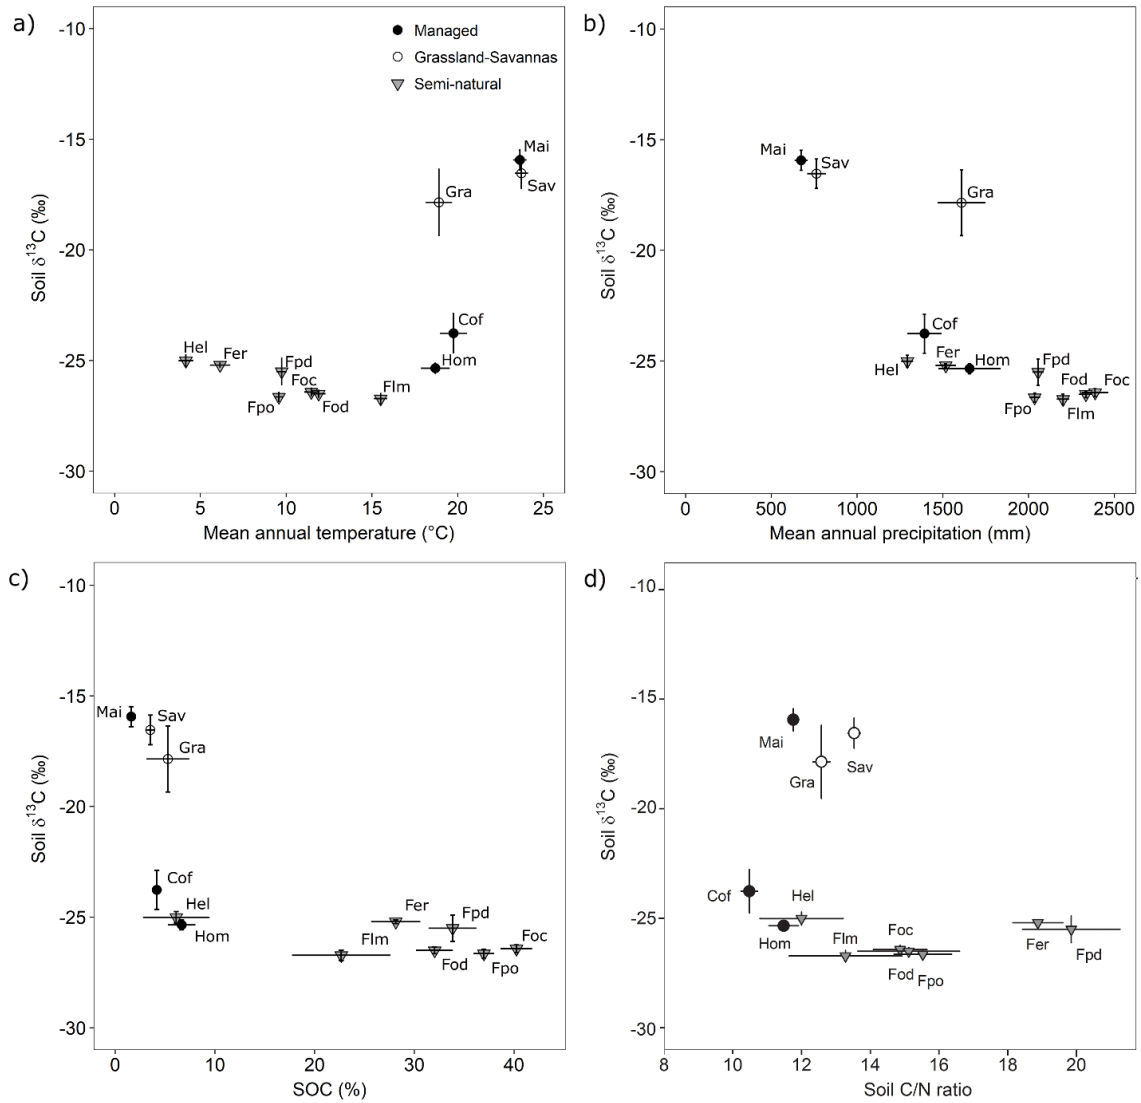 a)
-10
-15
-20
-25
-30
Soil δ13C (‰)
Managed
Grassland-Savannas
Semi-natural
Mai
Sav
Gra
Cof
Hom
Hel
Fer
Fpd
Foc
Fpo
Fod
Flm
0 5 10 15 20 25
Mean annual temperature (°C)
b)
-10
-15
-20
-25
-30
Soil δ13C (‰)
Mai
Sav
Gra
Cof
Fer
Hel
Hom
Fpd
Fod
Foc
Fpo
Flm
0 500 1000 1500 2000 2500
Mean annual precipitation (mm)
c)
-10
-15
-20
-25
-30
Soil δ13C (‰)
Mai
Sav
Gra
Cof
Hel
Hom
Fer
Fpd
Flm
Foc
Fod
Fpo
0 10 20 30 40
SOC (%)
d)
-10
-15
-20
-25
-30
Soil δ13C (‰)
Mai
Gra
Sav
Cof
Hel
Hom
Flm
Foc
Fod
Fpo
Fer
Fpd
8 10 12 14 16 18 20
Soil C/N ratio